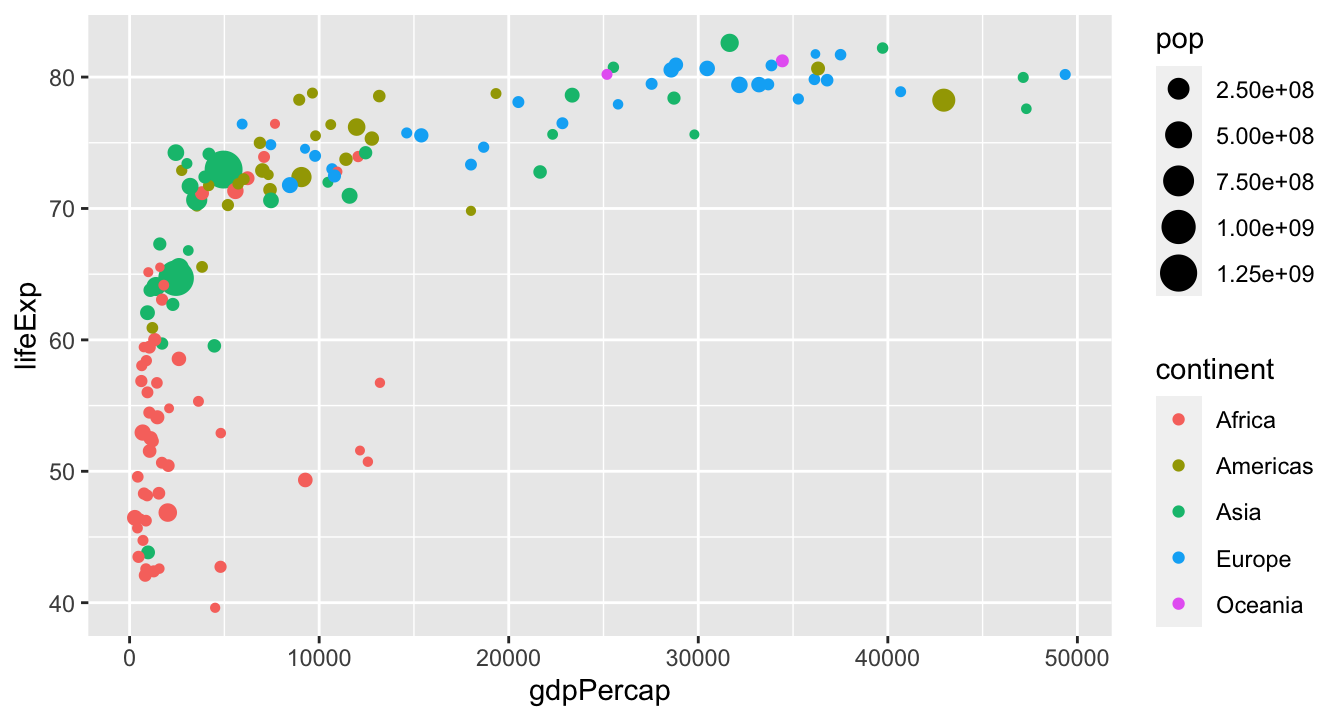 lifeExp
80
70
60
50
40
0 10000 20000 30000 40000 50000
gdpPercap
pop
2.50e+08
5.00e+08
7.50e+08
1.00e+09
1.25e+09
continent
Africa
Americas
Asia
Europe
Oceania